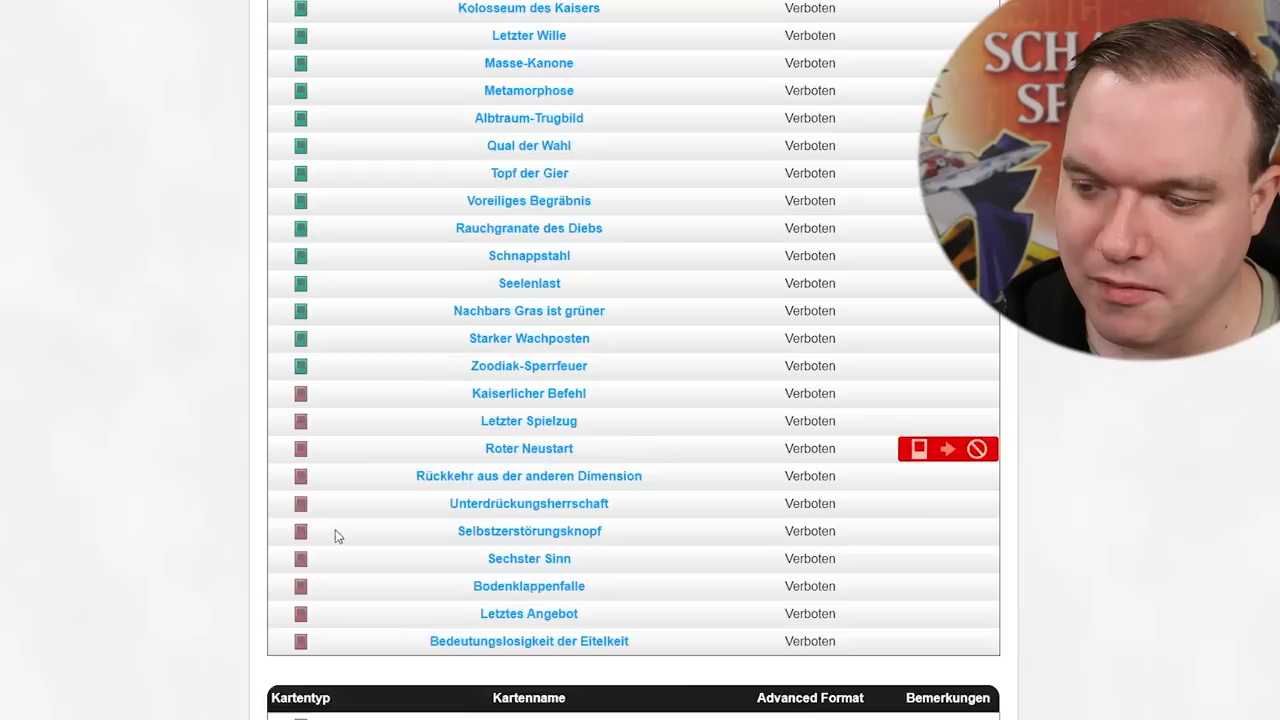 Kolosseum des Kaisers Verboten
Letzter Wille Verboten
Masse-Kanone Verboten
Metamorphose Verboten
Albtraum-Trugbild Verboten
Qual der Wahl Verboten
Topf der Gier Verboten
Voreiliges Begräbnis Verboten
Rauchgranate des Diebs Verboten
Schnappstahl Verboten
Seelenlast Verboten
Nachbars Gras ist grüner Verboten
Starker Wachposten Verboten
Zoodiak-Sperrfeuer Verboten
Kaiserlicher Befehl Verboten
Letzter Spielzug Verboten
Roter Neustart Verboten
Rückkehr aus der anderen Dimension Verboten
Unterdrückungsherrschaft Verboten
Selbstzerstörungsknopf Verboten
Sechster Sinn Verboten
Bodenklappenfalle Verboten
Letztes Angebot Verboten
Bedeutungslosigkeit der Eitelkeit Verboten
Kartentyp Kartenname Advanced Format Bemerkungen